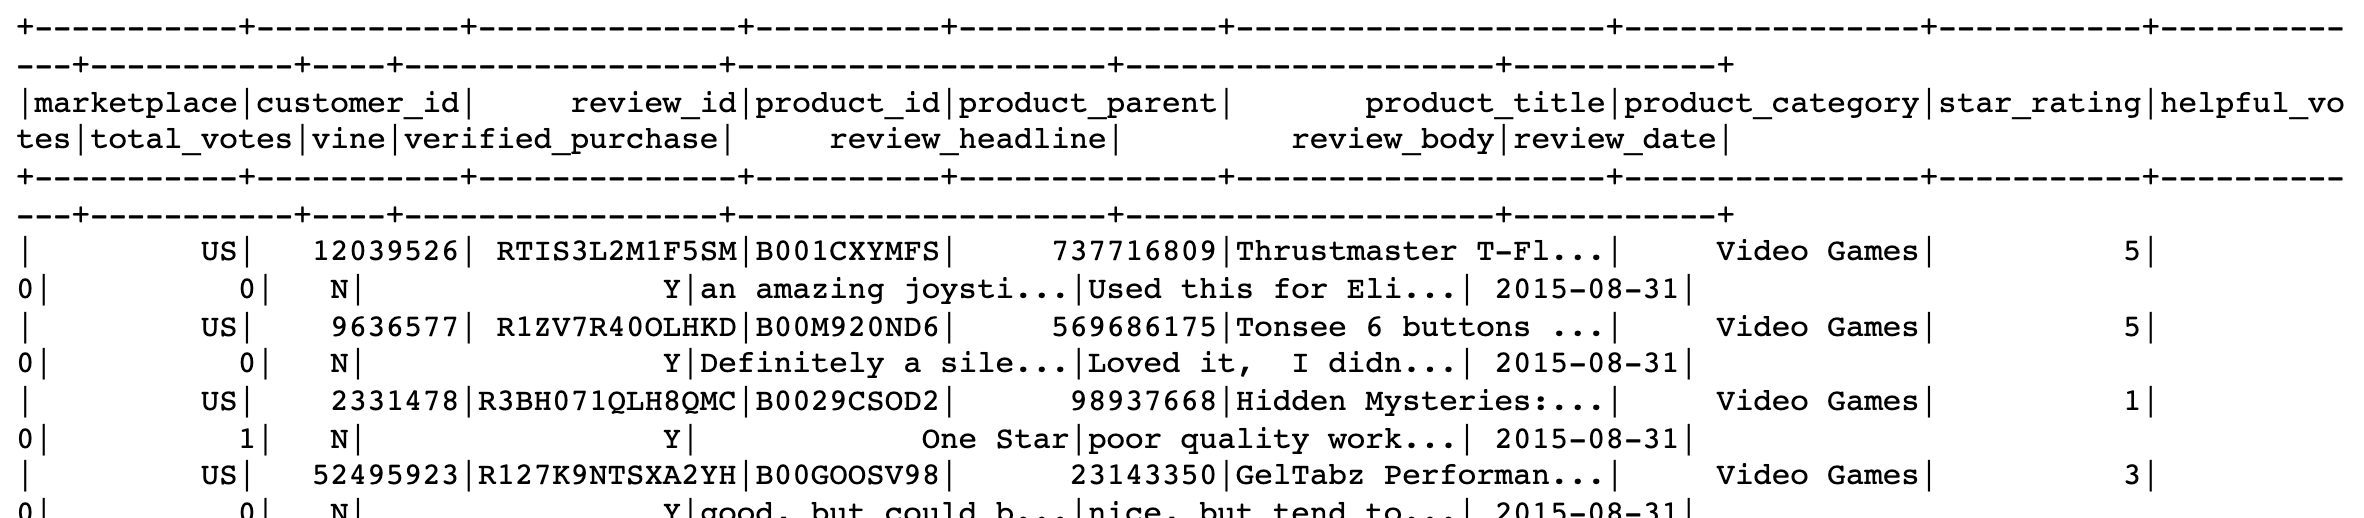 +-----------+-----------+--------------+----------+--------------+--------------------+----------------+-----------+----------
---+-----------+----+-----------------+--------------------+--------------------+-----------+
|marketplace|customer_id|     review_id|product_id|product_parent|       product_title|product_category|star_rating|helpful_vo
tes|total_votes|vine|verified_purchase|     review_headline|         review_body|review_date|
+-----------+-----------+--------------+----------+--------------+--------------------+----------------+-----------+----------
---+-----------+----+-----------------+--------------------+--------------------+-----------+
|         US|   12039526| RTIS3L2M1F5SM|B001CXYMFS|     737716809|Thrustmaster T-Fl...|     Video Games|          5|
0|          0|   N|                Y|an amazing joysti...|Used this for Eli...| 2015-08-31|
|         US|    9636577| R1ZV7R40OLHKD|B00M920ND6|     569686175|Tonsee 6 buttons ...|     Video Games|          5|
0|          0|   N|                Y|Definitely a sile...|Loved it,  I didn...| 2015-08-31|
|         US|    2331478|R3BH071QLH8QMC|B0029CSOD2|      98937668|Hidden Mysteries:...|     Video Games|          1|
0|          1|   N|                Y|            One Star|poor quality work...| 2015-08-31|
|         US|   52495923|R127K9NTSXA2YH|B00GOOSV98|      23143350|GelTabz Performan...|     Video Games|          3|
0|          0|   N|                Y|good, but could b...|nice, but tend to...| 2015-08-31|